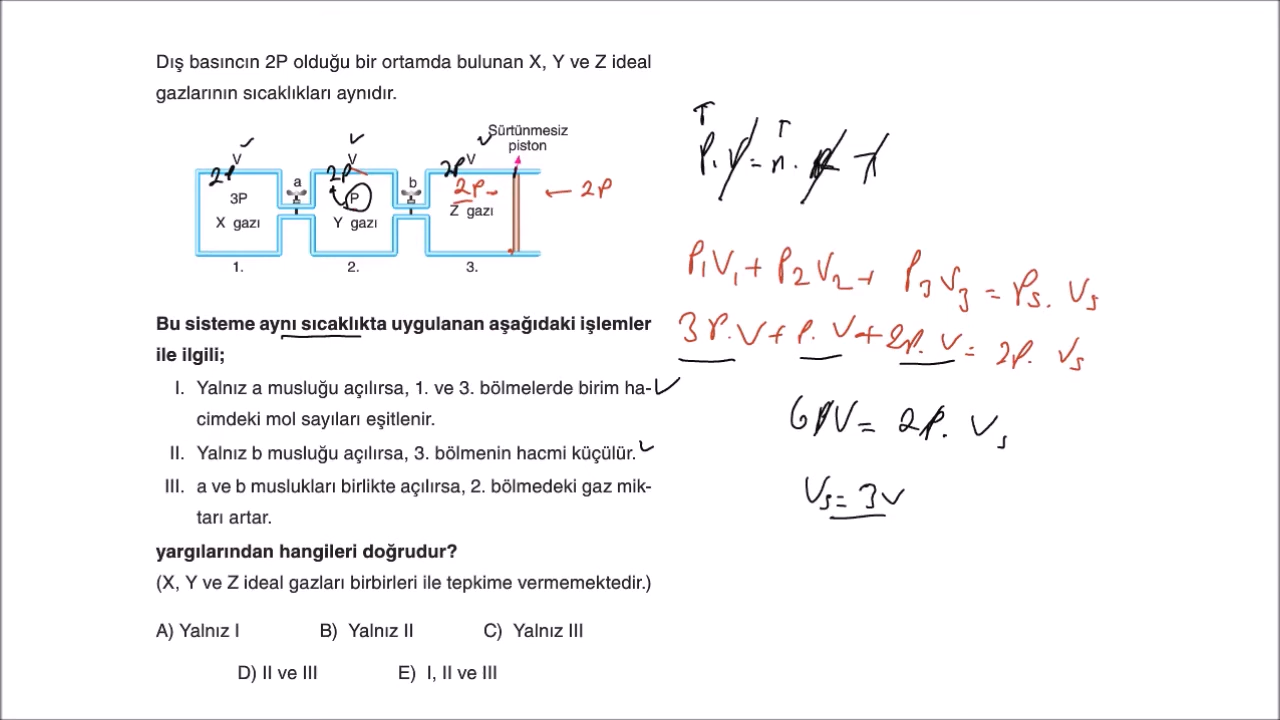 Dış basıncın 2P olduğu bir ortamda bulunan X, Y ve Z ideal
gazlarının sıcaklıkları aynıdır.
Sürtünmesiz
piston
V
V
V
2P
2P
2P
a
b
3P
P
2P
← 2P
X gazı
Y gazı
Z gazı
1.
2.
3.
P.V = n.R.T
P₁V₁ + P₂V₂ + P₃V₃ = Ps. Vs
3P.V + P.V + 2P.V = 2P. Vs
6PV = 2P. Vs
Vs = 3V
Bu sisteme aynı sıcaklıkta uygulanan aşağıdaki işlemler
ile ilgili;
I. Yalnız a musluğu açılırsa, 1. ve 3. bölmelerde birim ha-
cimdeki mol sayıları eşitlenir.
II. Yalnız b musluğu açılırsa, 3. bölmenin hacmi küçülür.
III. a ve b muslukları birlikte açılırsa, 2. bölmedeki gaz mik-
tarı artar.
yargılarından hangileri doğrudur?
(X, Y ve Z ideal gazları birbirleri ile tepkime vermemektedir.)
A) Yalnız I
B) Yalnız II
C) Yalnız III
D) II ve III
E) I, II ve III